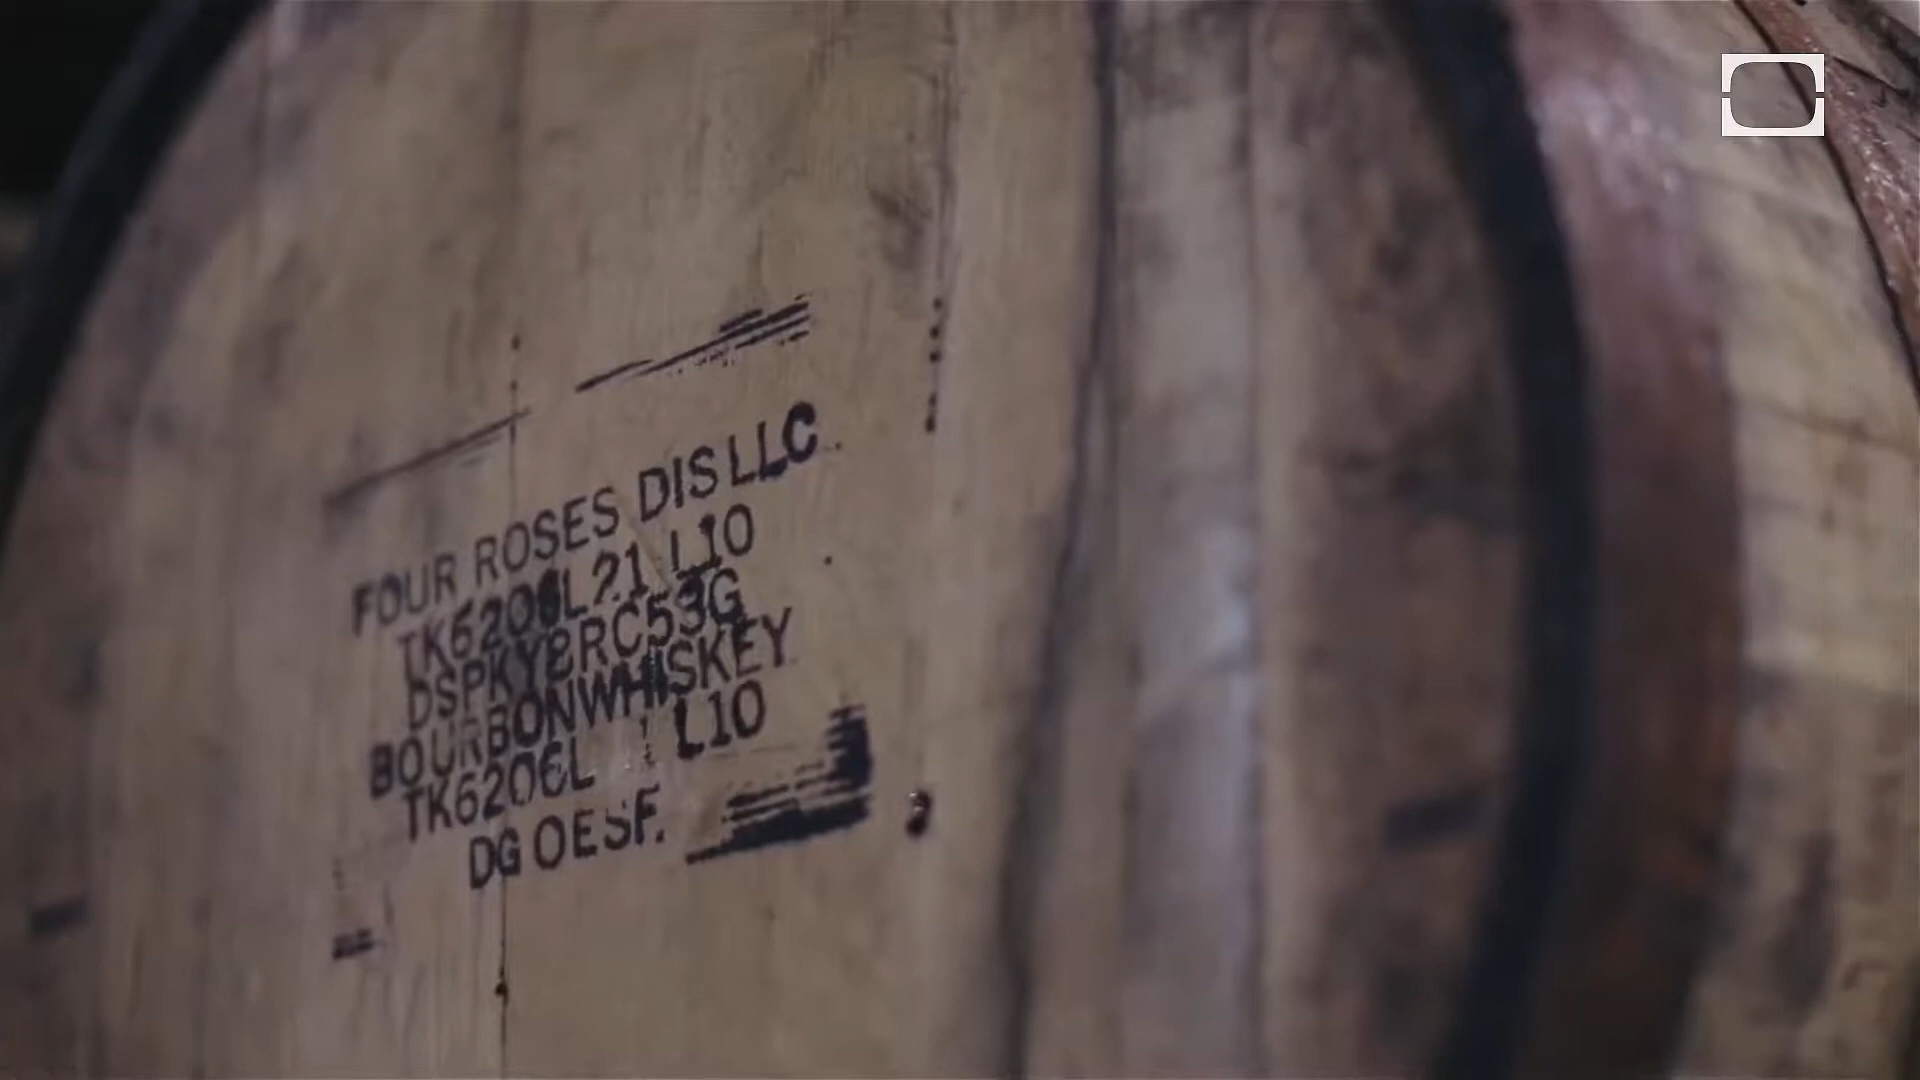 FOUR ROSES DIS LLC
TK6206L21 L10
DSPKY8RC53G
BOURBONWHISKEY
TK6206L L10
DG OESF